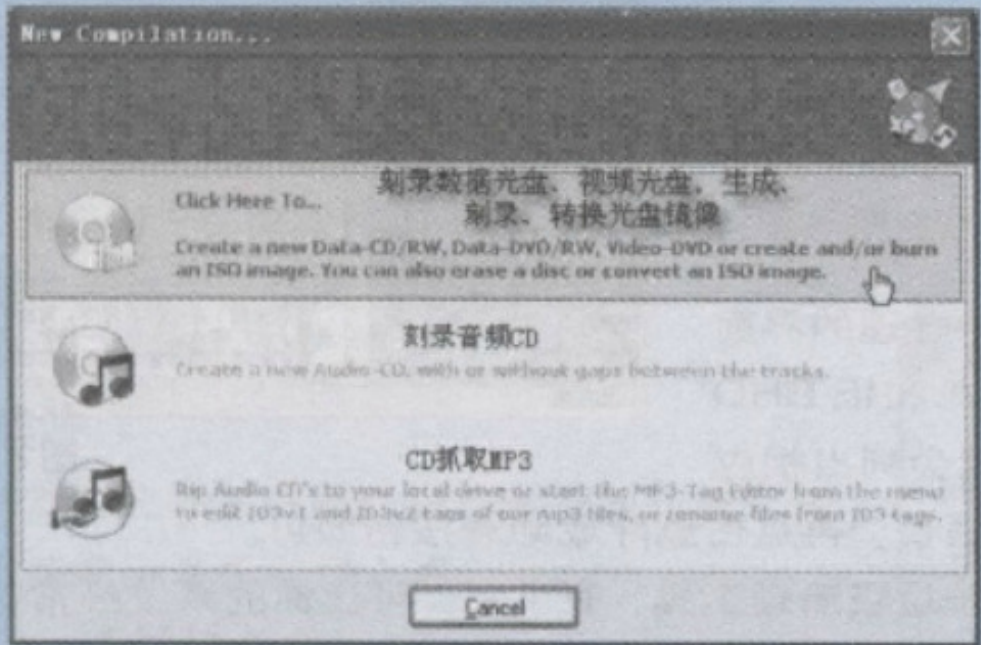 New Compilation...
Click Here To...
刻录数据光盘、视频光盘，生成、
刻录、转换光盘镜像
Create a new Data-CD/RW, Data-DVD/RW, Video-DVD or create and/or burn
an ISO image. You can also erase a disc or convert an ISO image.
刻录音频CD
Create a new Audio-CD, with or without gaps between the tracks.
CD抓取MP3
Rip Audio CD's to your local drive or start the MP3-Tag Editor from the menu
to edit ID3v1 and ID3v2 tags of our mp3 files, or rename files from ID3 tags.
Cancel